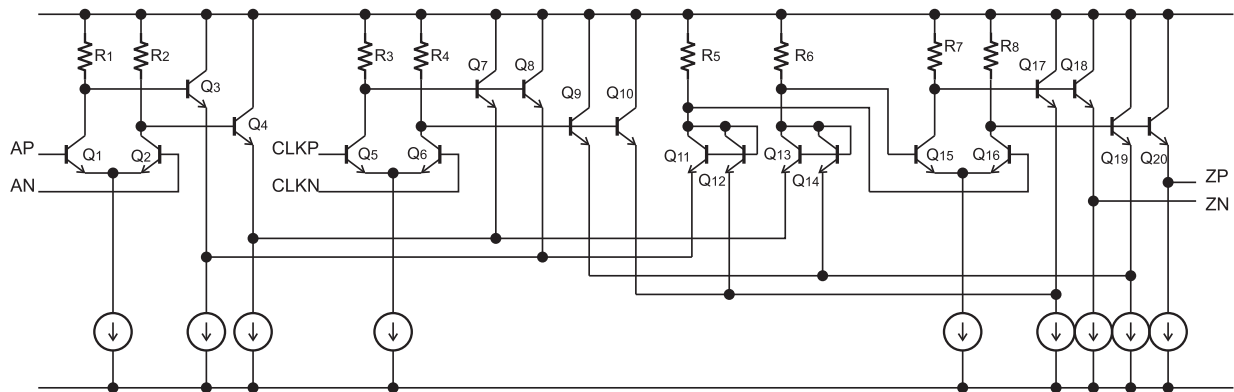 R1 R2 R3 R4 R5 R6 R7 R8
Q3 Q7 Q8 Q17 Q18
Q9 Q10
Q4
AP Q1 Q2 CLKP Q5 Q6 Q11 Q13 Q15 Q16 Q19 Q20
Q12 Q14
AN CLKN ZP
ZN